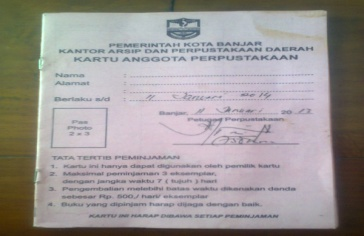 PEMERINTAH KOTA BANJAR
KANTOR ARSIP DAN PERPUSTAKAAN DAERAH
KARTU ANGGOTA PERPUSTAKAAN
Nama :
Alamat :
Berlaku s/d : 11 Januari 2014
Banjar, 11 Januari 2013
Petugas Perpustakaan,
Pas
Photo
2 x 3
TATA TERTIB PEMINJAMAN
1. Kartu ini hanya dapat digunakan oleh pemilik kartu
2. Maksimal peminjaman 3 eksemplar,
dengan jangka waktu 7 ( tujuh ) hari
3. Pengembalian melebihi batas waktu dikenakan denda
sebesar Rp. 500,/ hari/ eksemplar
4. Buku yang dipinjam harap dijaga dengan baik.
KARTU INI HARAP DIBAWA SETIAP PEMINJAMAN